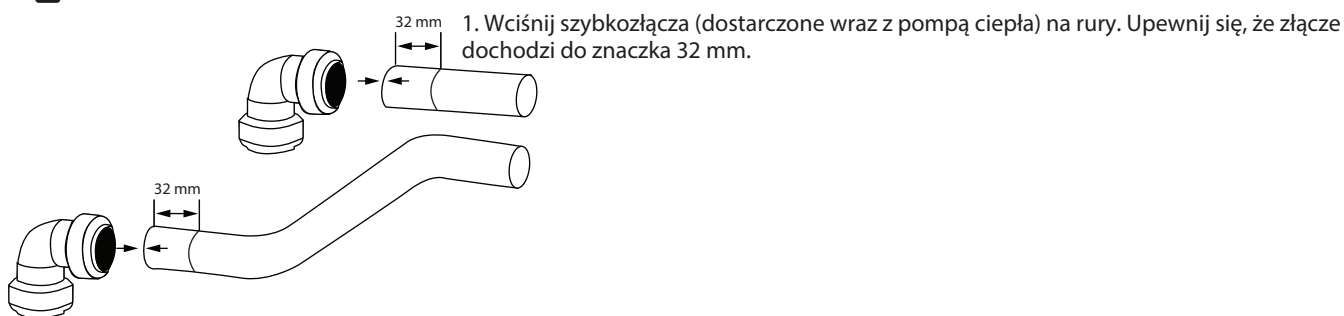 32 mm
1. Wciśnij szybkozłącza (dostarczone wraz z pompą ciepła) na rury. Upewnij się, że złącze
dochodzi do znaczka 32 mm.
32 mm